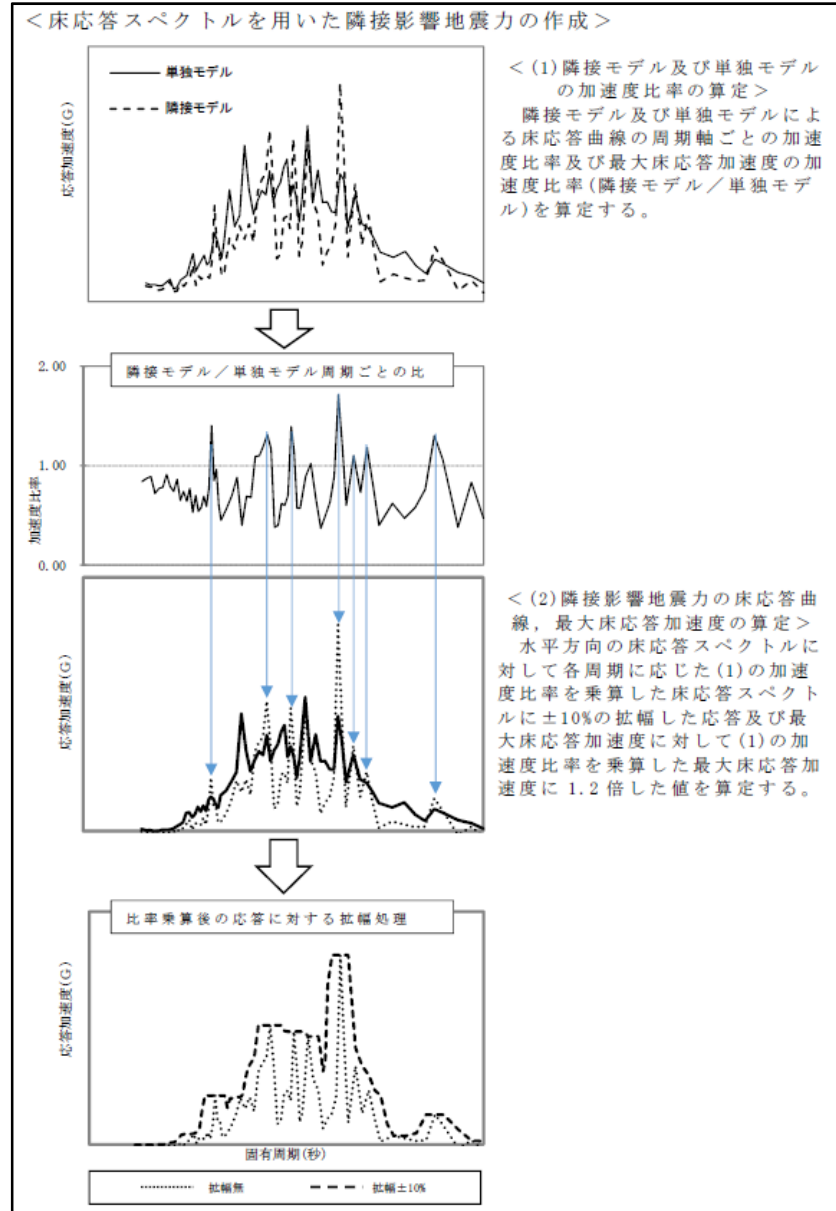 ＜床応答スペクトルを用いた隣接影響地震力の作成＞
単独モデル
隣接モデル
応答加速度(G)
＜(1)隣接モデル及び単独モデル
の加速度比率の算定＞
隣接モデル及び単独モデルによ
る床応答曲線の周期軸ごとの加速
度比率及び最大床応答加速度の加
速度比率(隣接モデル／単独モデ
ル)を算定する。
隣接モデル／単独モデル周期ごとの比
2.00
1.00
0.00
加速度比率
＜(2)隣接影響地震力の床応答曲
線，最大床応答加速度の算定＞
水平方向の床応答スペクトルに
対して各周期に応じた(1)の加速
度比率を乗算した床応答スペクト
ルに±10%の拡幅した応答及び最
大床応答加速度に対して(1)の加
速度比率を乗算した最大床応答加
速度に1.2倍した値を算定する。
応答加速度(G)
比率乗算後の応答に対する拡幅処理
応答加速度(G)
固有周期(秒)
拡幅無
拡幅±10%